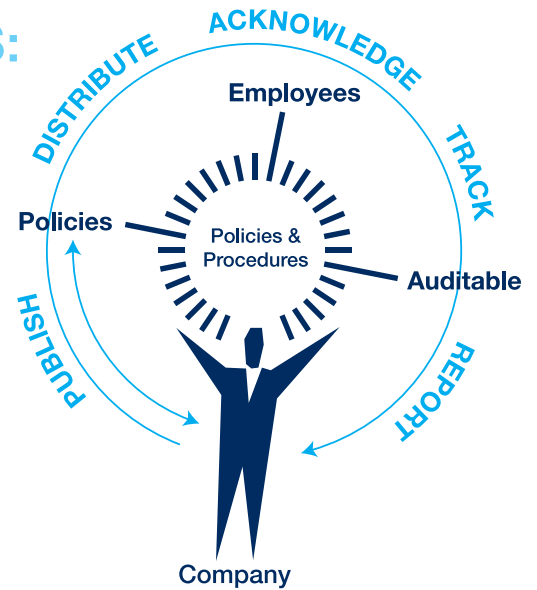 S:
PUBLISH
DISTRIBUTE
ACKNOWLEDGE
TRACK
REPORT
Employees
Policies
Policies &
Procedures
Auditable
Company